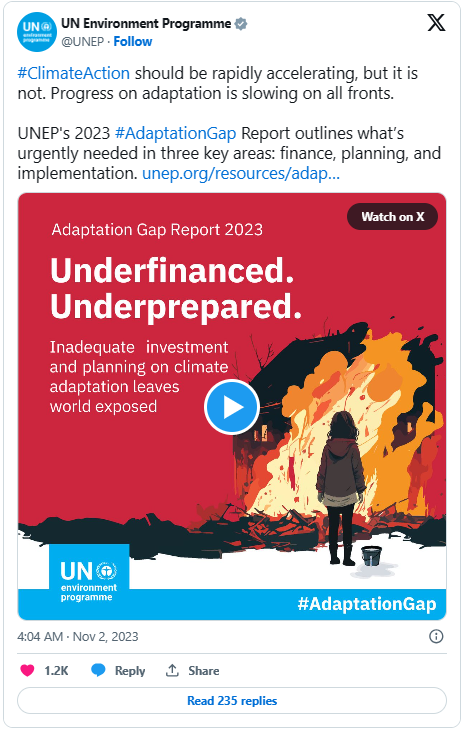 UN Environment Programme
@UNEP · Follow
#ClimateAction should be rapidly accelerating, but it is
not. Progress on adaptation is slowing on all fronts.
UNEP's 2023 #AdaptationGap Report outlines what’s
urgently needed in three key areas: finance, planning, and
implementation. unep.org/resources/adap…
Watch on X
Adaptation Gap Report 2023
Underfinanced.
Underprepared.
Inadequate investment
and planning on climate
adaptation leaves
world exposed
UN
environment
programme
#AdaptationGap
4:04 AM · Nov 2, 2023
1.2K Reply Share
Read 235 replies